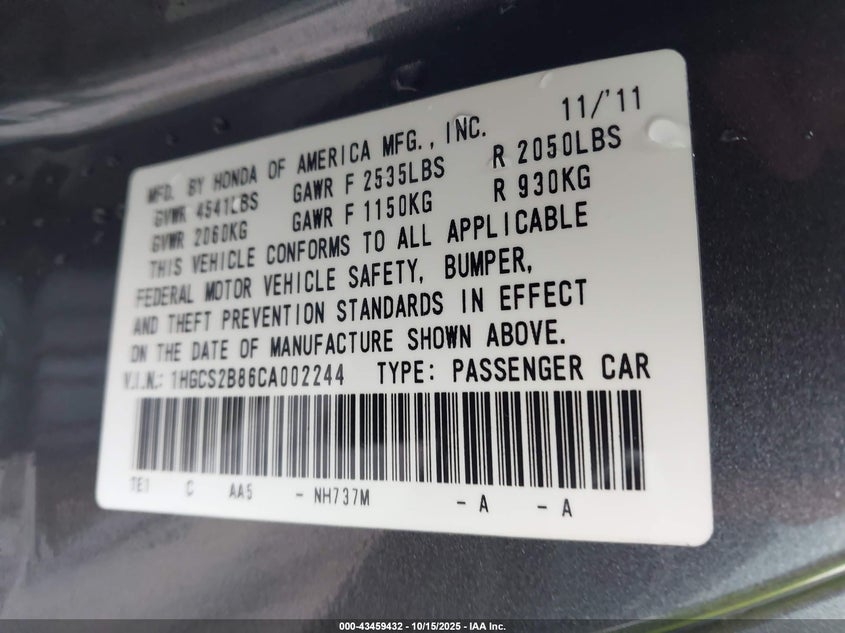 11/'11
MFD. BY HONDA OF AMERICA MFG., INC.
GVWR 4541LBS GAWR F 2535LBS R 2050LBS
GVWR 2060KG GAWR F 1150KG R 930KG
THIS VEHICLE CONFORMS TO ALL APPLICABLE
FEDERAL MOTOR VEHICLE SAFETY, BUMPER,
AND THEFT PREVENTION STANDARDS IN EFFECT
ON THE DATE OF MANUFACTURE SHOWN ABOVE.
V.I.N.: 1HGCS2B86CA002244 TYPE: PASSENGER CAR
TE1 C AA5 - NH737M - A - A
000-43459432 - 10/15/2025 - IAA Inc.